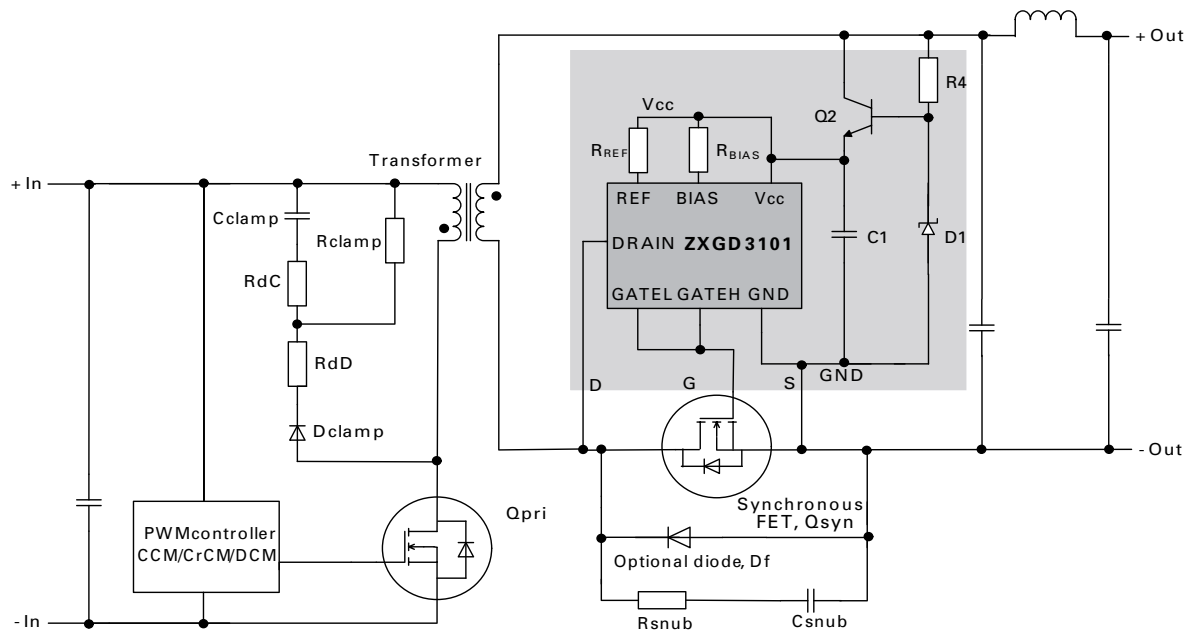 + Out
R4
Q2
Vcc
RREF
RBIAS
Transformer
+ In
REF BIAS Vcc
Cclamp
Rclamp
DRAIN ZXGD3101
C1
D1
RdC
GATEL GATEH GND
RdD
D
G
S
GND
Dclamp
- Out
Qpri
Synchronous
FET, Qsyn
PWMcontroller
CCM/CrCM/DCM
Optional diode, Df
- In
Rsnub
Csnub